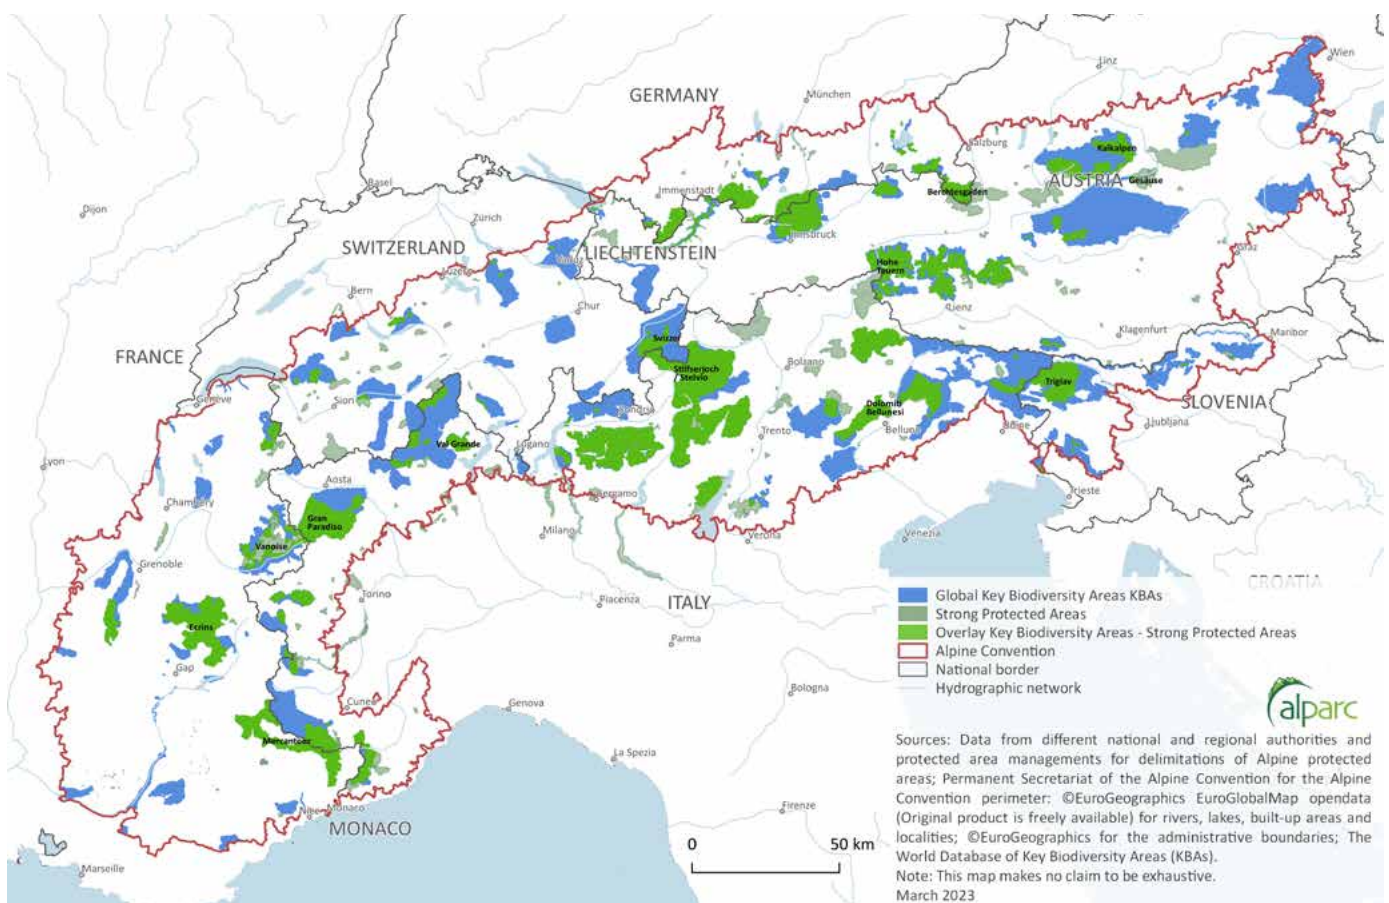 Wien
Linz
München
GERMANY
Salzburg
Kalkalpen
AUSTRIA
Gesäuse
Basel
Immenstadt
Berchtesgaden
Dijon
Zürich
Innsbruck
SWITZERLAND
LIECHTENSTEIN
Graz
Vaduz
Luzern
Hohe
Tauern
Bern
Chur
Lienz
Klagenfurt
Maribor
FRANCE
Svizzer
Bolzano
Stilfserjoch
Stelvio
Triglav
Genève
Sion
Sondrio
Dolomiti
Bellunesi
SLOVENIA
Ljubljana
Val Grande
Lugano
Trento
Belluno
Udine
Lyon
Aosta
Chambéry
Bergamo
Trieste
Gran
Paradiso
Milano
Verona
Venezia
Vanoise
Grenoble
CROATIA
Torino
Piacenza
ITALY
Ecrins
Parma
Gap
Bologna
Cuneo
Genova
Mercantour
La Spezia
Nice
Monaco
MONACO
Firenze
Marseille
Global Key Biodiversity Areas KBAs
Strong Protected Areas
Overlay Key Biodiversity Areas - Strong Protected Areas
Alpine Convention
National border
Hydrographic network
alparc
Sources: Data from different national and regional authorities and
protected area managements for delimitations of Alpine protected
areas; Permanent Secretariat of the Alpine Convention for the Alpine
Convention perimeter: ©EuroGeographics EuroGlobalMap opendata
(Original product is freely available) for rivers, lakes, built-up areas and
localities; ©EuroGeographics for the administrative boundaries; The
World Database of Key Biodiversity Areas (KBAs).
Note: This map makes no claim to be exhaustive.
March 2023
0 50 km